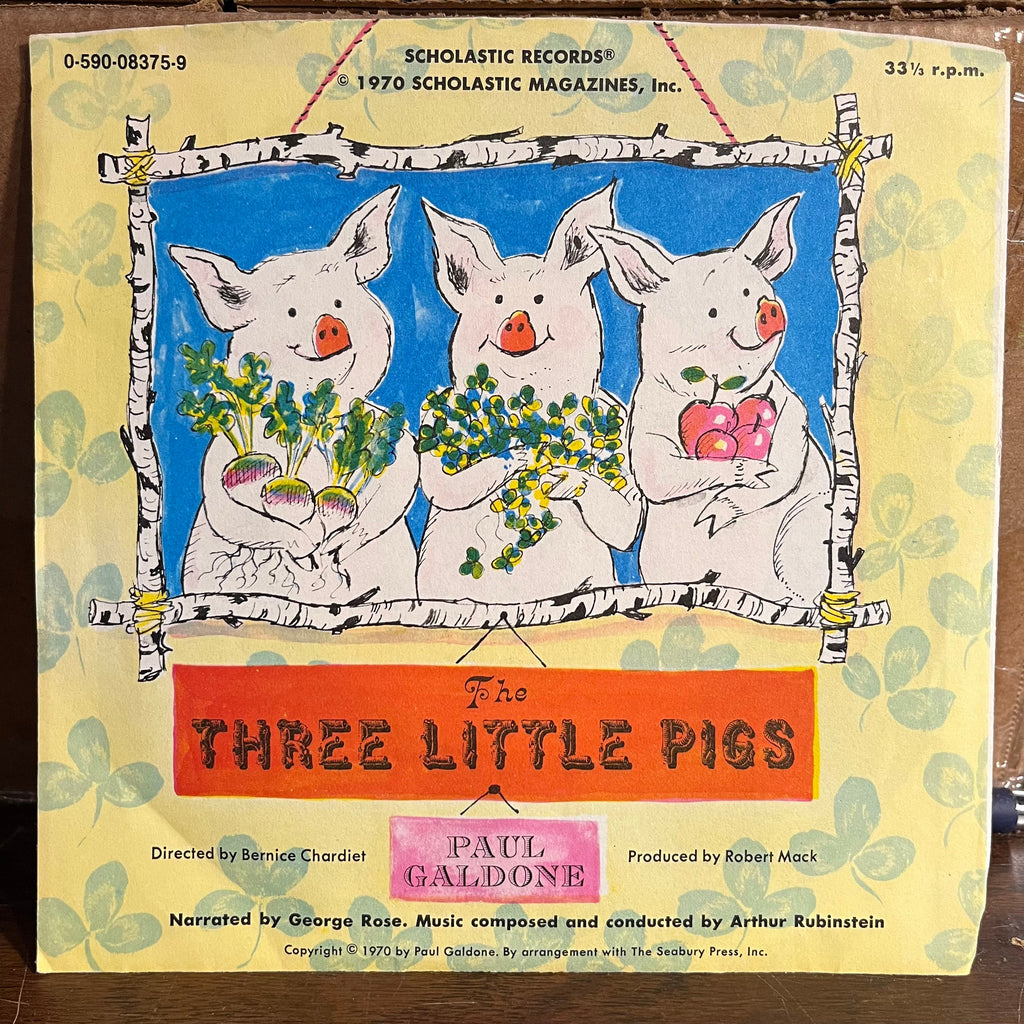 0-590-08375-9
SCHOLASTIC RECORDS®
© 1970 SCHOLASTIC MAGAZINES, Inc.
33⅓ r.p.m.
The
THREE LITTLE PIGS
PAUL
GALDONE
Directed by Bernice Chardiet
Produced by Robert Mack
Narrated by George Rose. Music composed and conducted by Arthur Rubinstein
Copyright © 1970 by Paul Galdone. By arrangement with The Seabury Press, Inc.